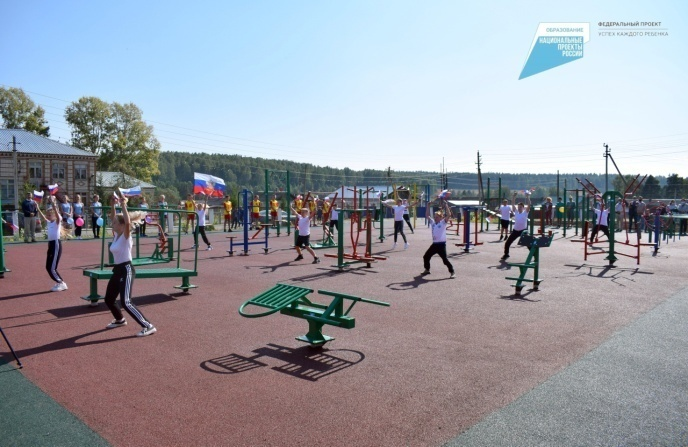 ОБРАЗОВАНИЕ
НАЦИОНАЛЬНЫЕ
ПРОЕКТЫ
РОССИИ
ФЕДЕРАЛЬНЫЙ ПРОЕКТ
УСПЕХ КАЖДОГО РЕБЕНКА